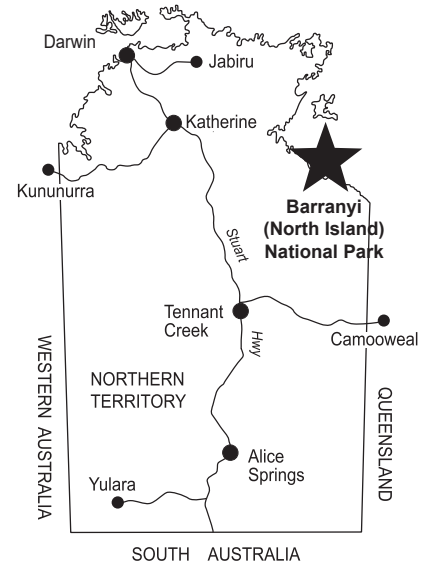 Darwin
Jabiru
Katherine
Kununurra
Barranyi
(North Island)
National Park
Stuart
Tennant
Creek
Hwy
Camooweal
WESTERN AUSTRALIA
NORTHERN
TERRITORY
QUEENSLAND
Alice
Springs
Yulara
SOUTH AUSTRALIA